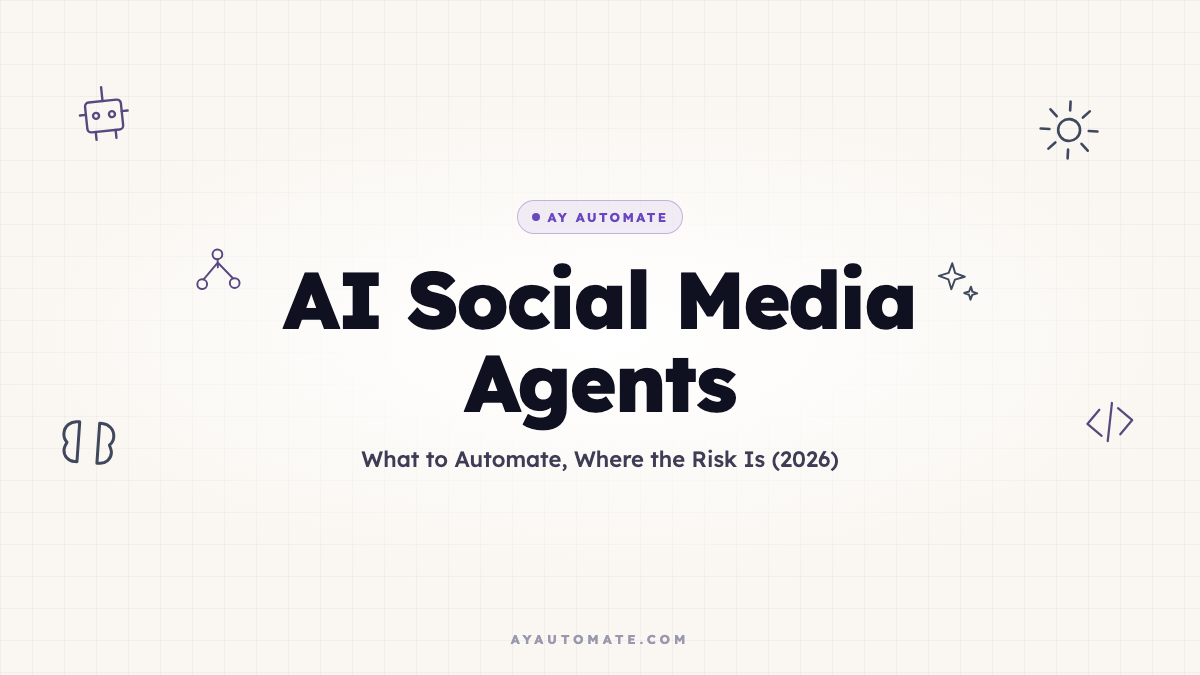 AY AUTOMATE
AI Social Media
Agents
What to Automate, Where the Risk Is (2026)
AYAUTOMATE.COM